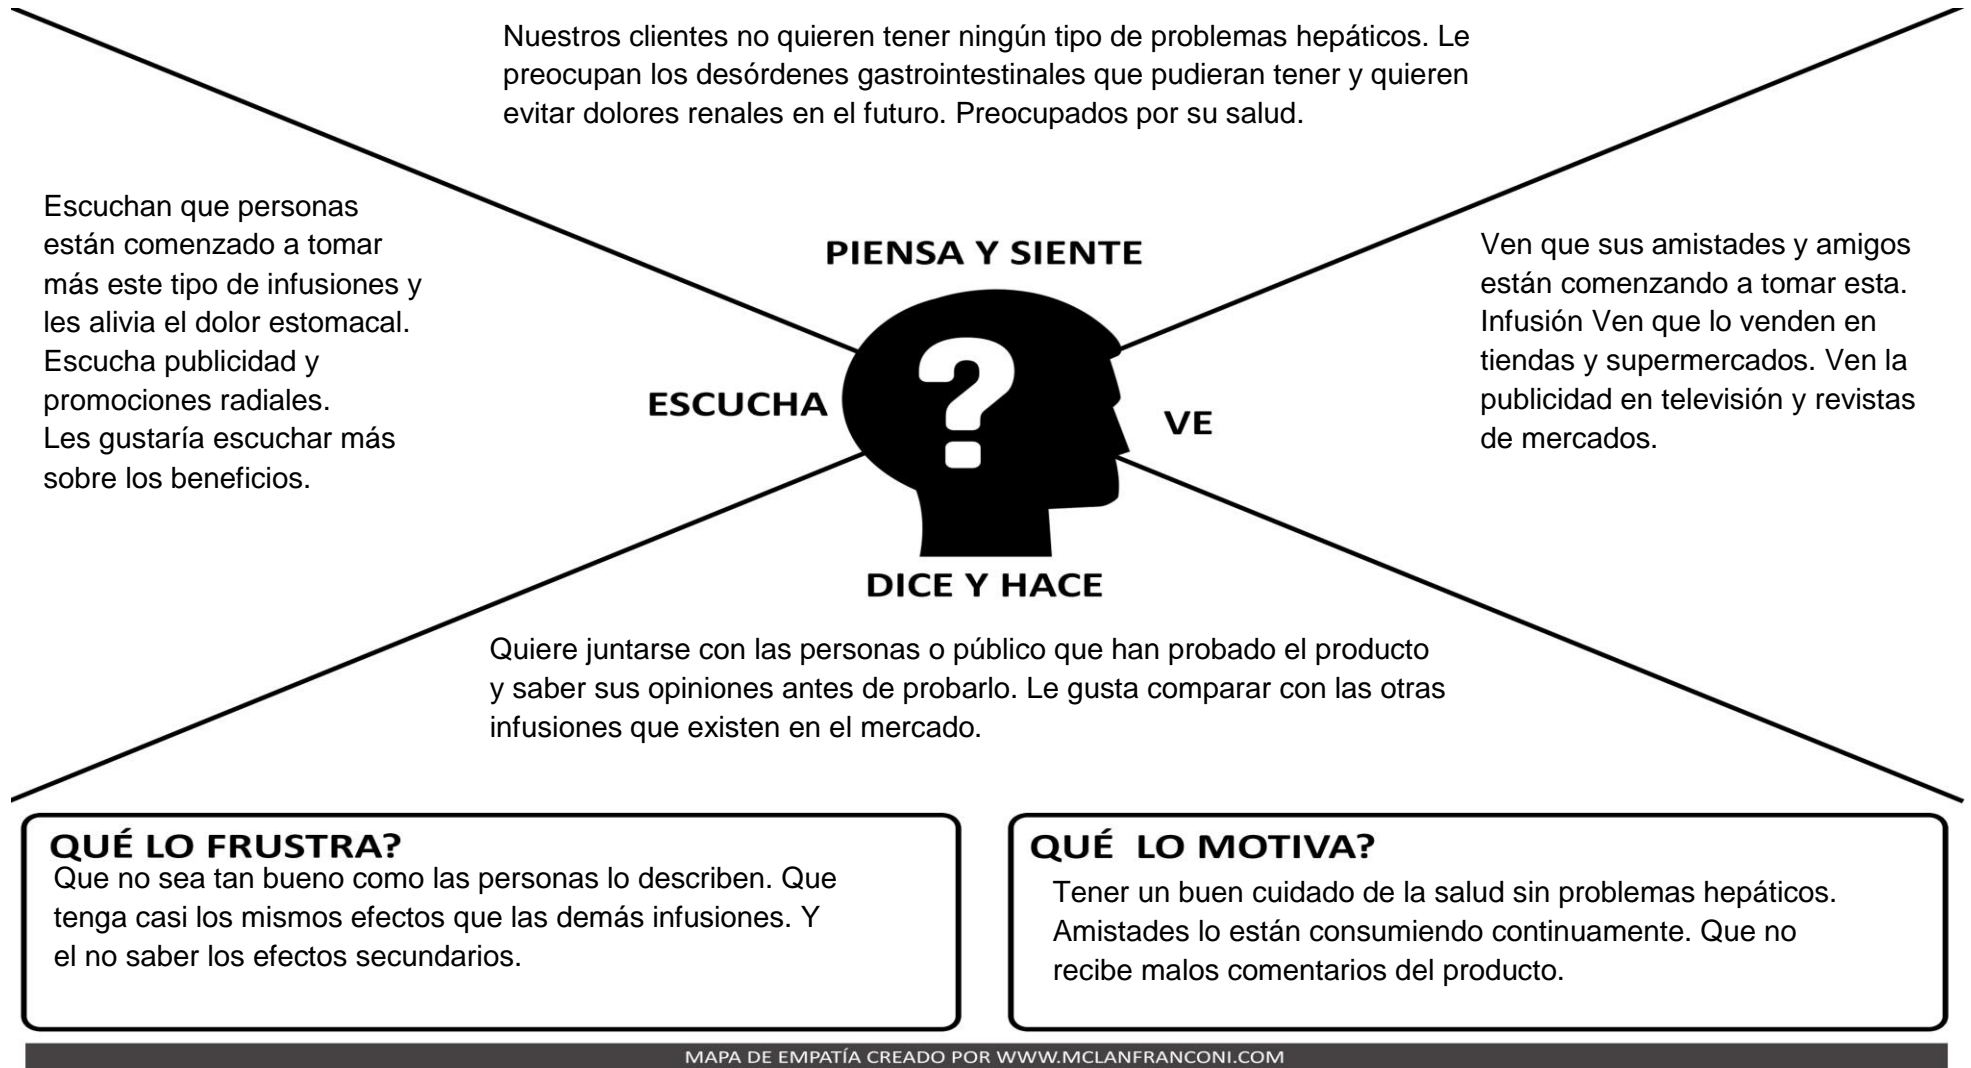 Nuestros clientes no quieren tener ningún tipo de problemas hepáticos. Le
preocupan los desórdenes gastrointestinales que pudieran tener y quieren
evitar dolores renales en el futuro. Preocupados por su salud.
Escuchan que personas
están comenzado a tomar
más este tipo de infusiones y
les alivia el dolor estomacal.
Escucha publicidad y
promociones radiales.
Les gustaría escuchar más
sobre los beneficios.
PIENSA Y SIENTE
ESCUCHA
?
VE
DICE Y HACE
Ven que sus amistades y amigos
están comenzando a tomar esta.
Infusión Ven que lo venden en
tiendas y supermercados. Ven la
publicidad en televisión y revistas
de mercados.
Quiere juntarse con las personas o público que han probado el producto
y saber sus opiniones antes de probarlo. Le gusta comparar con las otras
infusiones que existen en el mercado.
QUÉ LO FRUSTRA?
Que no sea tan bueno como las personas lo describen. Que
tenga casi los mismos efectos que las demás infusiones. Y
el no saber los efectos secundarios.
QUÉ LO MOTIVA?
Tener un buen cuidado de la salud sin problemas hepáticos.
Amistades lo están consumiendo continuamente. Que no
recibe malos comentarios del producto.
MAPA DE EMPATÍA CREADO POR WWW.MCLANFRANCONI.COM